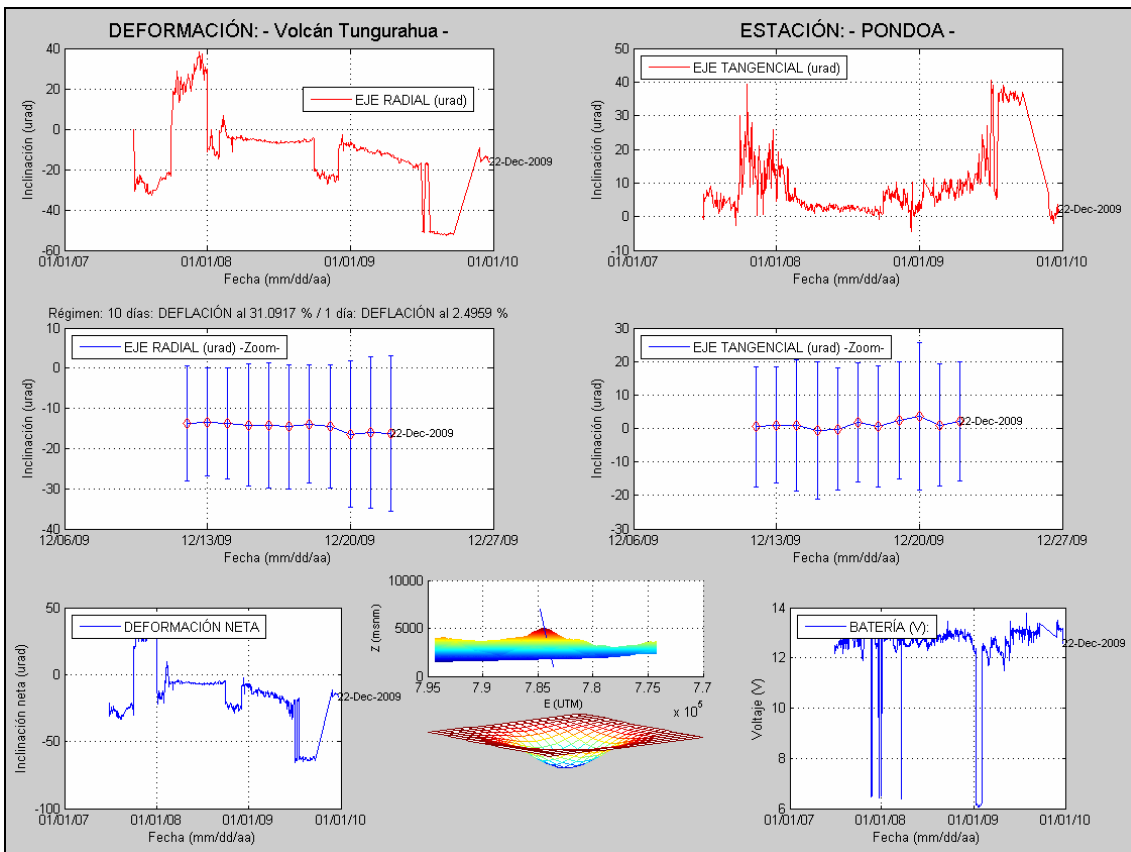 DEFORMACIÓN: - Volcán Tungurahua -
ESTACIÓN: - PONDOA -
40
20
0
-20
-40
-60
Inclinación (urad)
EJE RADIAL (urad)
22-Dec-2009
01/01/07 01/01/08 01/01/09 01/01/10
Fecha (mm/dd/aa)
50
40
30
20
10
0
-10
Inclinación (urad)
EJE TANGENCIAL (urad)
22-Dec-2009
01/01/07 01/01/08 01/01/09 01/01/10
Fecha (mm/dd/aa)
Régimen: 10 días: DEFLACIÓN al 31.0917 % / 1 día: DEFLACIÓN al 2.4959 %
10
0
-10
-20
-30
-40
Inclinación (urad)
EJE RADIAL (urad) -Zoom-
22-Dec-2009
12/06/09 12/13/09 12/20/09 12/27/09
Fecha (mm/dd/aa)
30
20
10
0
-10
-20
-30
Inclinación (urad)
EJE TANGENCIAL (urad) -Zoom-
22-Dec-2009
12/06/09 12/13/09 12/20/09 12/27/09
Fecha (mm/dd/aa)
50
0
-50
-100
Inclinación neta (urad)
DEFORMACIÓN NETA
22-Dec-2009
01/01/07 01/01/08 01/01/09 01/01/10
Fecha (mm/dd/aa)
10000
5000
0
Z (msnm)
7.95 7.9 7.85 7.8 7.75 7.7
E (UTM)
x 10^5
14
12
10
8
6
Voltaje (V)
BATERÍA (V):
22-Dec-2009
01/01/07 01/01/08 01/01/09 01/01/10
Fecha (mm/dd/aa)